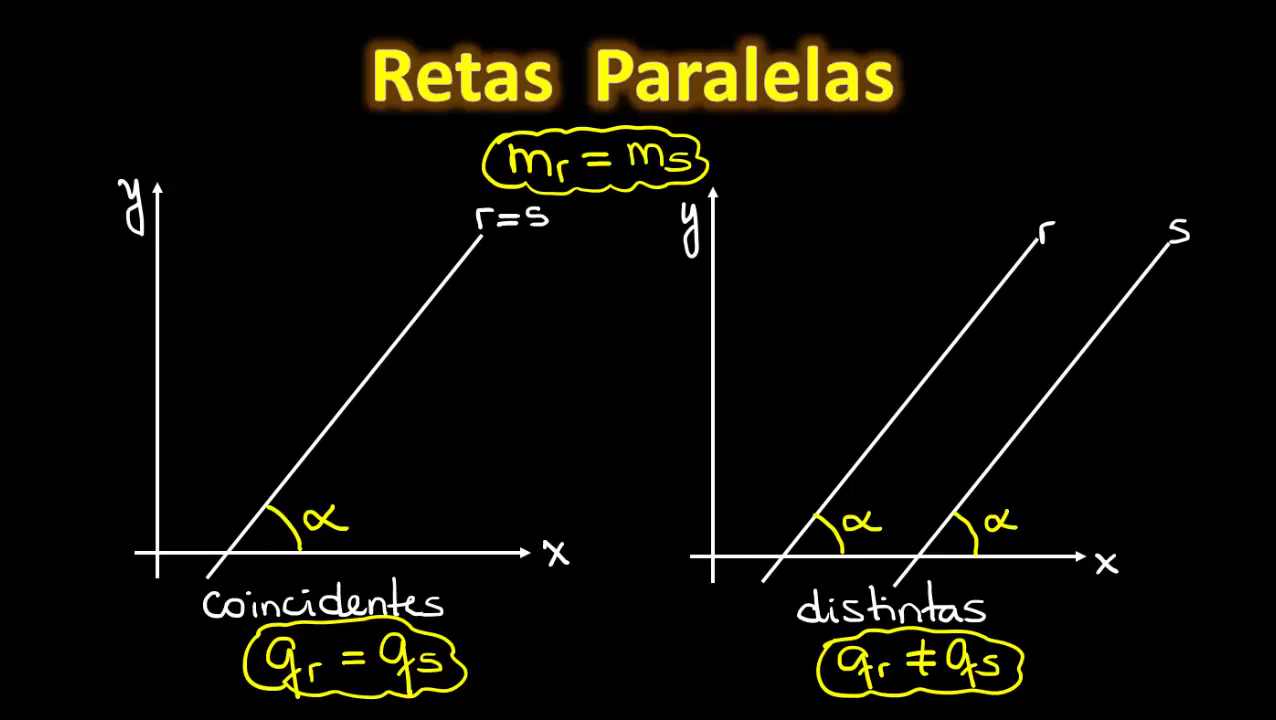 Retas Paralelas
mr = ms
y
r = s
α
x
coincidentes
qr = qs
y
r
s
α
α
x
distintas
qr ≠ qs